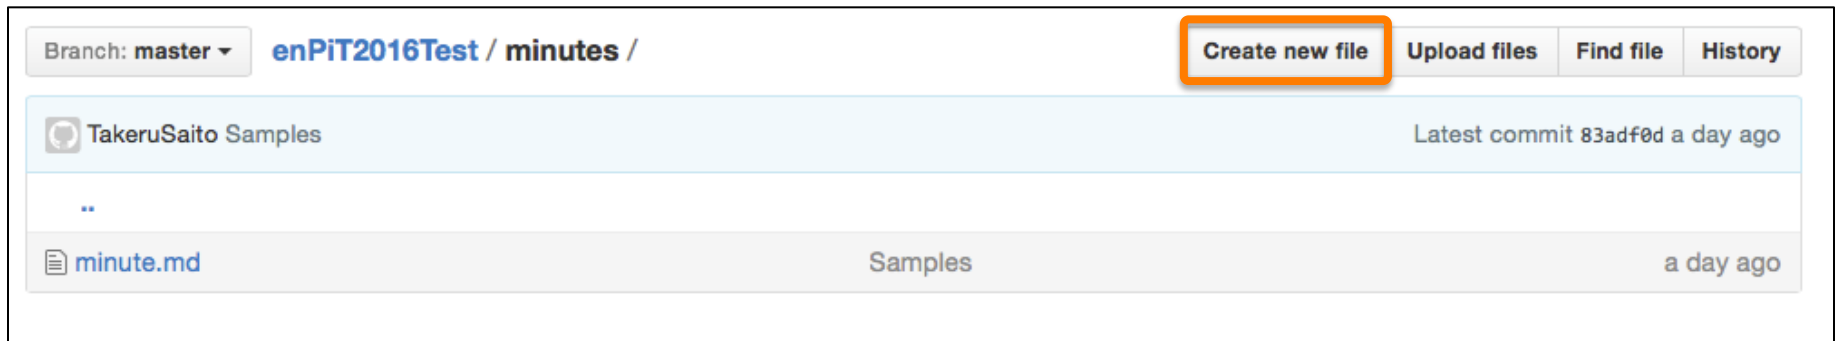 Branch: master enPiT2016Test / minutes / Create new file Upload files Find file History
TakeruSaito Samples Latest commit 83adf0d a day ago
..
minute.md Samples a day ago